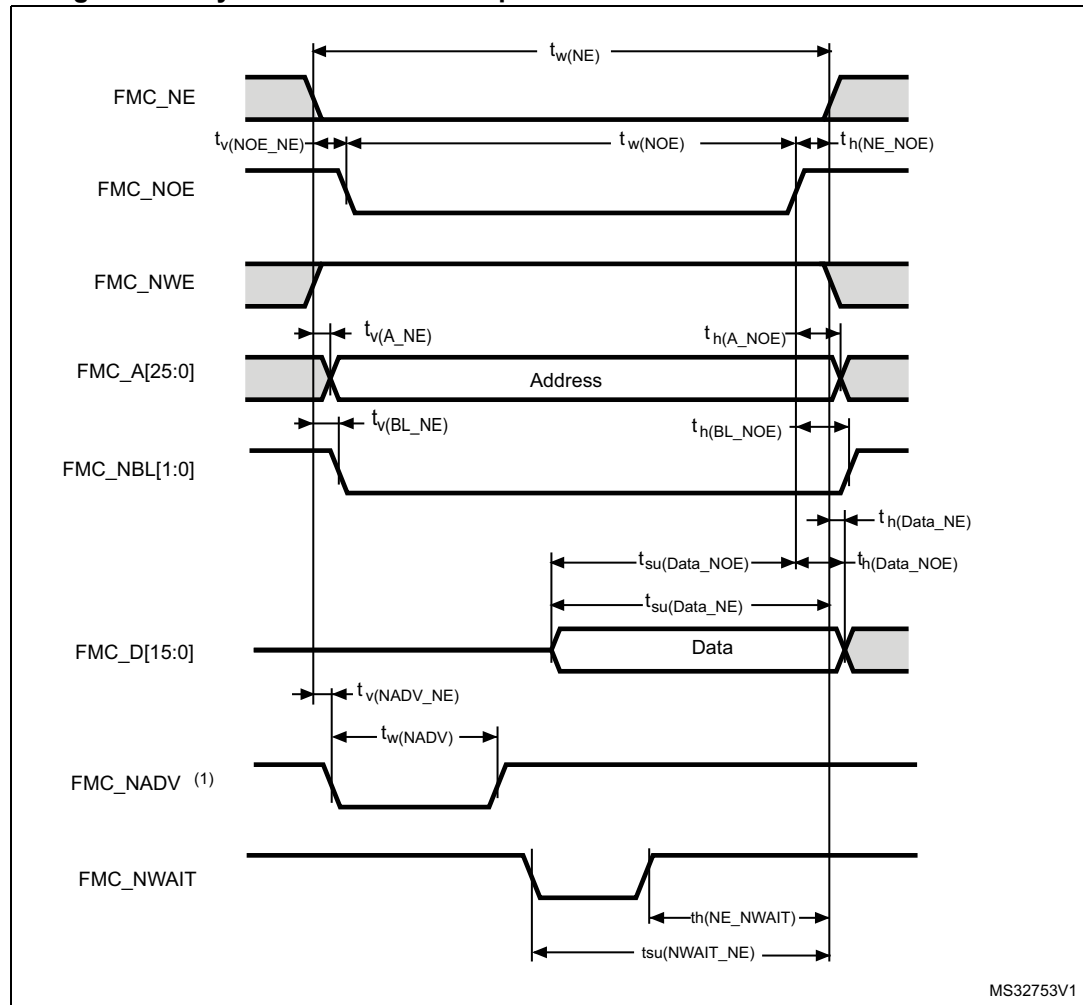 tw(NE)
FMC_NE
tv(NOE_NE) tw(NOE) th(NE_NOE)
FMC_NOE
FMC_NWE
tv(A_NE) th(A_NOE)
FMC_A[25:0] Address
tv(BL_NE) th(BL_NOE)
FMC_NBL[1:0]
th(Data_NE)
tsu(Data_NOE) th(Data_NOE)
tsu(Data_NE)
FMC_D[15:0] Data
tv(NADV_NE)
tw(NADV)
FMC_NADV (1)
FMC_NWAIT
th(NE_NWAIT)
tsu(NWAIT_NE)
MS32753V1